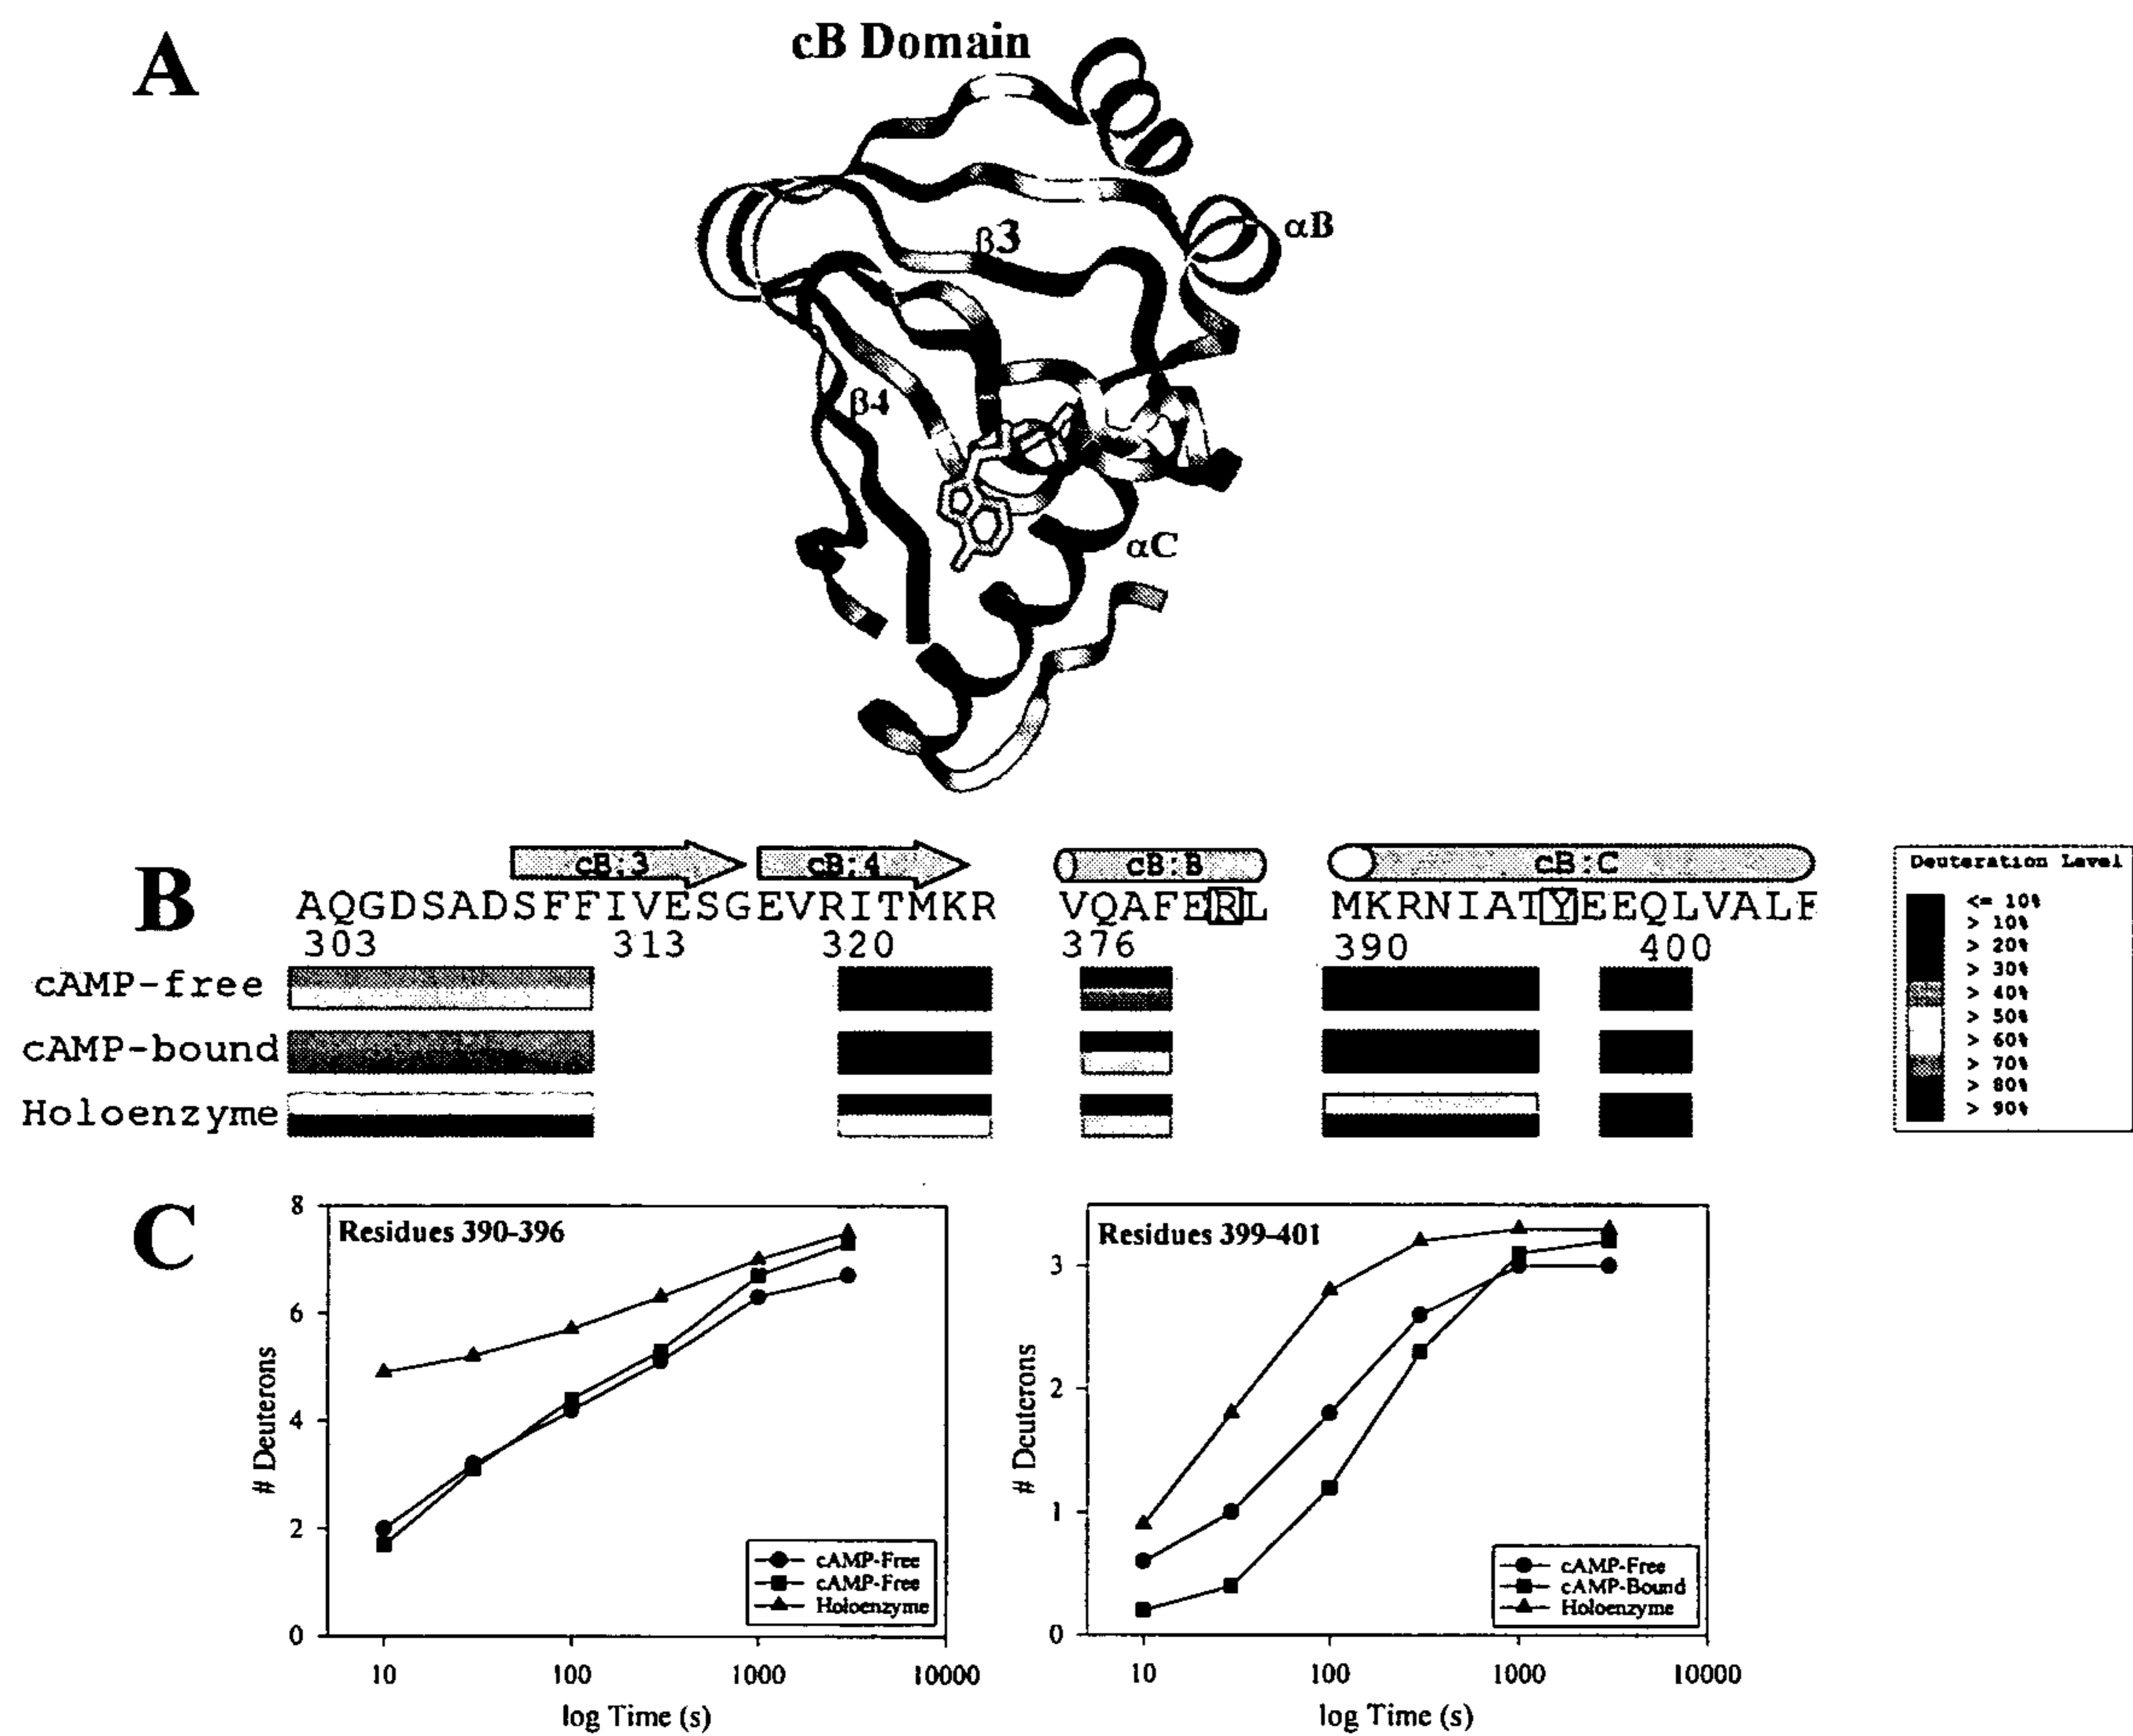 A
cB Domain
αB
β3
β4
αC
B
cB:3 cB:4 cB:B cB:C
AQGDSADSFFIVESGEVRITMKR VQAFERL MKRNIATYEEQLVALF
303 313 320 376 390 400
cAMP-free
cAMP-bound
Holoenzyme
Deuteration Level
<= 10%
> 10%
> 20%
> 30%
> 40%
> 50%
> 60%
> 70%
> 80%
> 90%
C
Residues 390-396
# Deuterons
8
6
4
2
0
10 100 1000 10000
log Time (s)
cAMP-Free
cAMP-Free
Holoenzyme
Residues 399-401
# Deuterons
3
2
1
0
10 100 1000 10000
log Time (s)
cAMP-Free
cAMP-Bound
Holoenzyme